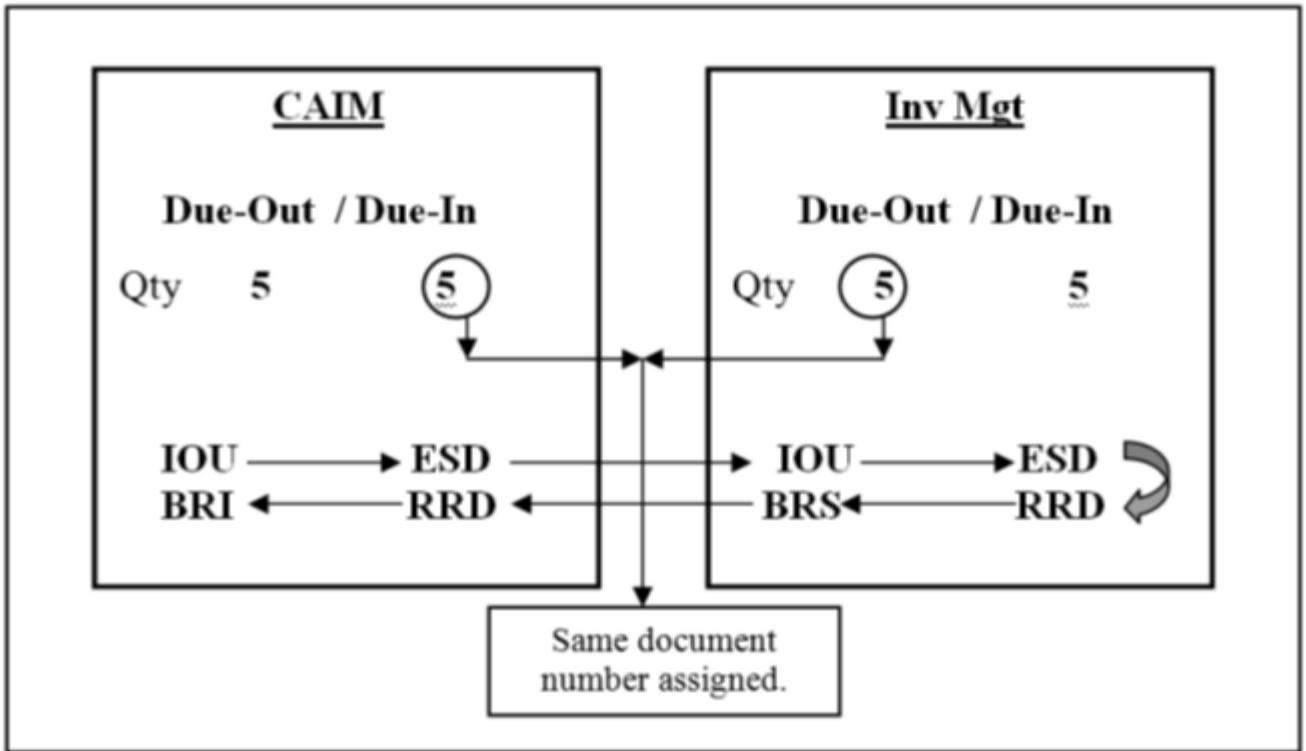 CAIM
Due-Out / Due-In
Qty 5 5
IOU ESD
BRI RRD
Inv Mgt
Due-Out / Due-In
Qty 5 5
IOU ESD
BRS RRD
Same document
number assigned.